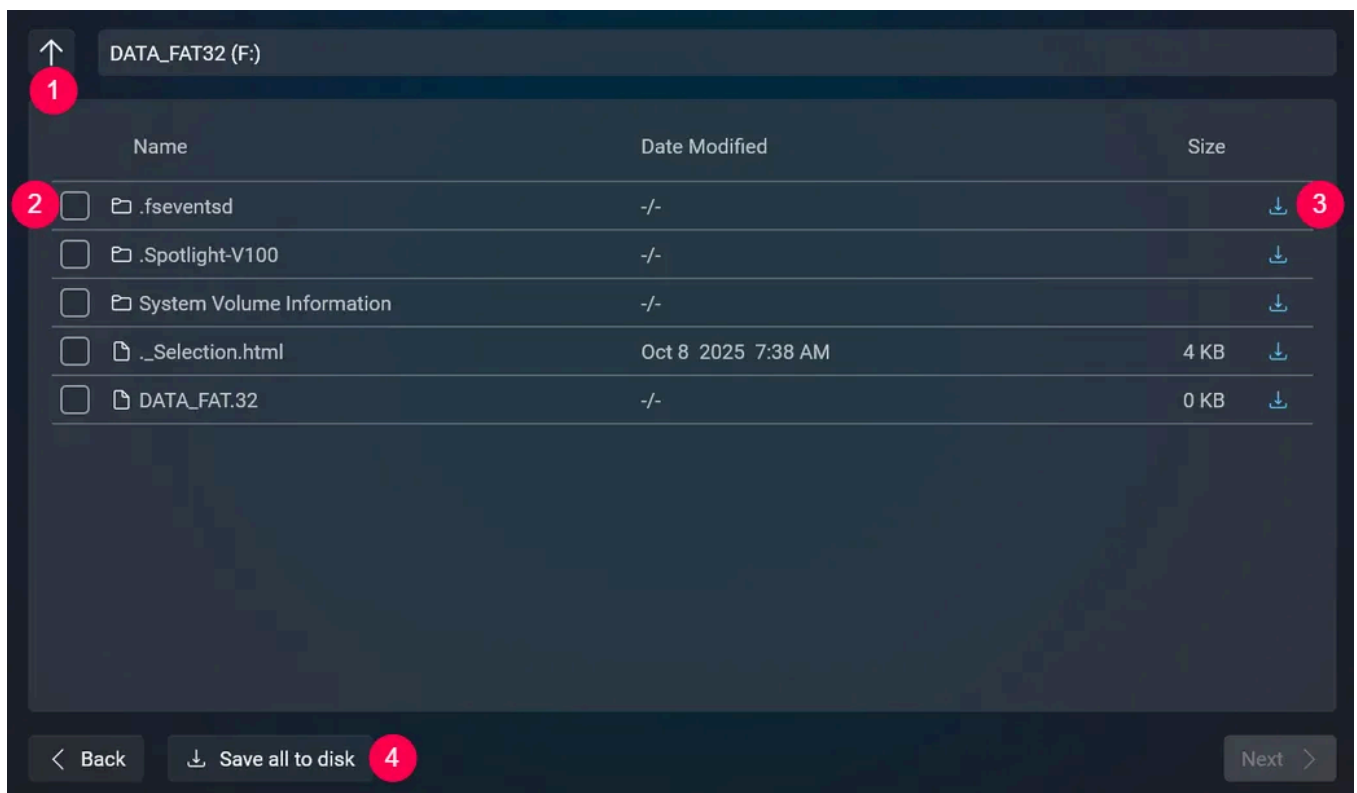 DATA_FAT32 (F:)
1
Name Date Modified Size
2 .fseventsd -/- 3
.Spotlight-V100 -/-
System Volume Information -/-
._Selection.html Oct 8 2025 7:38 AM 4 KB
DATA_FAT.32 -/- 0 KB
Back Save all to disk 4 Next